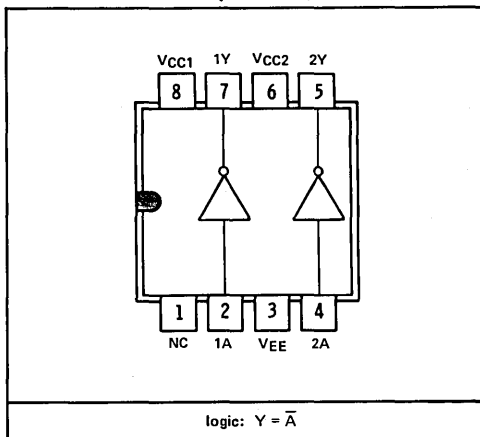 VCC1 1Y VCC2 2Y
8 7 6 5
1 2 3 4
NC 1A VEE 2A
logic: Y = A̅